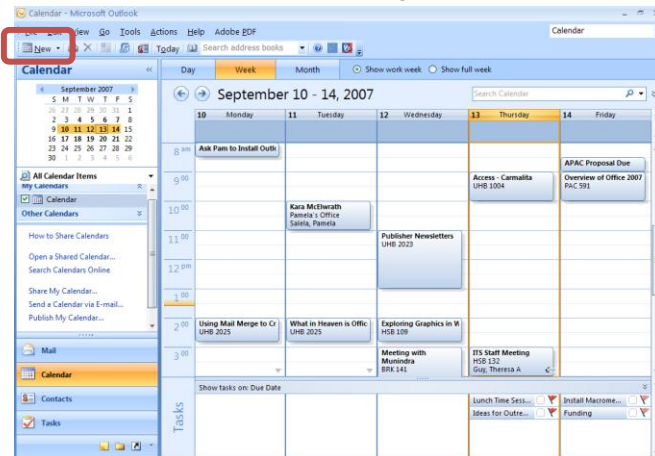 Calendar - Microsoft Outlook
File Edit View Go Tools Actions Help Adobe PDF
Calendar
New Today Search address books
Calendar «
Day Week Month Show work week Show full week
September 2007
S M T W T F S
26 27 28 29 30 31 1
2 3 4 5 6 7 8
9 10 11 12 13 14 15
16 17 18 19 20 21 22
23 24 25 26 27 28 29
30 1 2 3 4 5 6
September 10 - 14, 2007
Search Calendar
10 Monday 11 Tuesday 12 Wednesday 13 Thursday 14 Friday
All Calendar Items
My Calendars
Calendar
Other Calendars
How to Share Calendars
Open a Shared Calendar...
Search Calendars Online
Share My Calendar...
Send a Calendar via E-mail...
Publish My Calendar...
Mail
Calendar
Contacts
Tasks
8 am
Ask Pam to Install Outl
APAC Proposal Due
9 00
Access - Carmalita
UHB 1004
Overview of Office 2007
PAC 591
10 00
Kara McElwrath
Pamela's Office
Salela, Pamela
11 00
Publisher Newsletters
UHB 2023
12 pm
1 00
2 00
Using Mail Merge to Cr
UHB 2025
What in Heaven is Offic
UHB 2025
Exploring Graphics in W
HSB 109
3 00
Meeting with
Munindra
BRK 141
ITS Staff Meeting
HSB 132
Guy, Theresa A
Show tasks on: Due Date
Tasks
Lunch Time Sess... Install Macrome...
Ideas for Outre... Funding